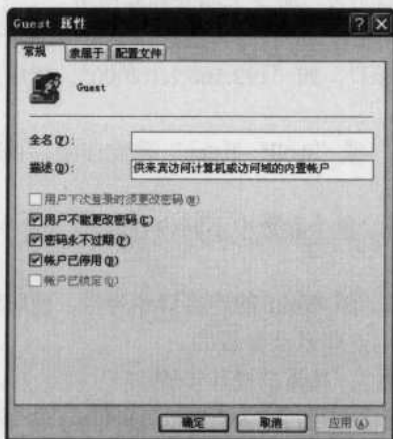 Guest 属性
常规 隶属于 配置文件
Guest
全名(F):
描述(D): 供来宾访问计算机或访问域的内置帐户
用户下次登录时须更改密码(M)
用户不能更改密码(C)
密码永不过期(P)
帐户已停用(B)
帐户已锁定(O)
确定 取消 应用(A)